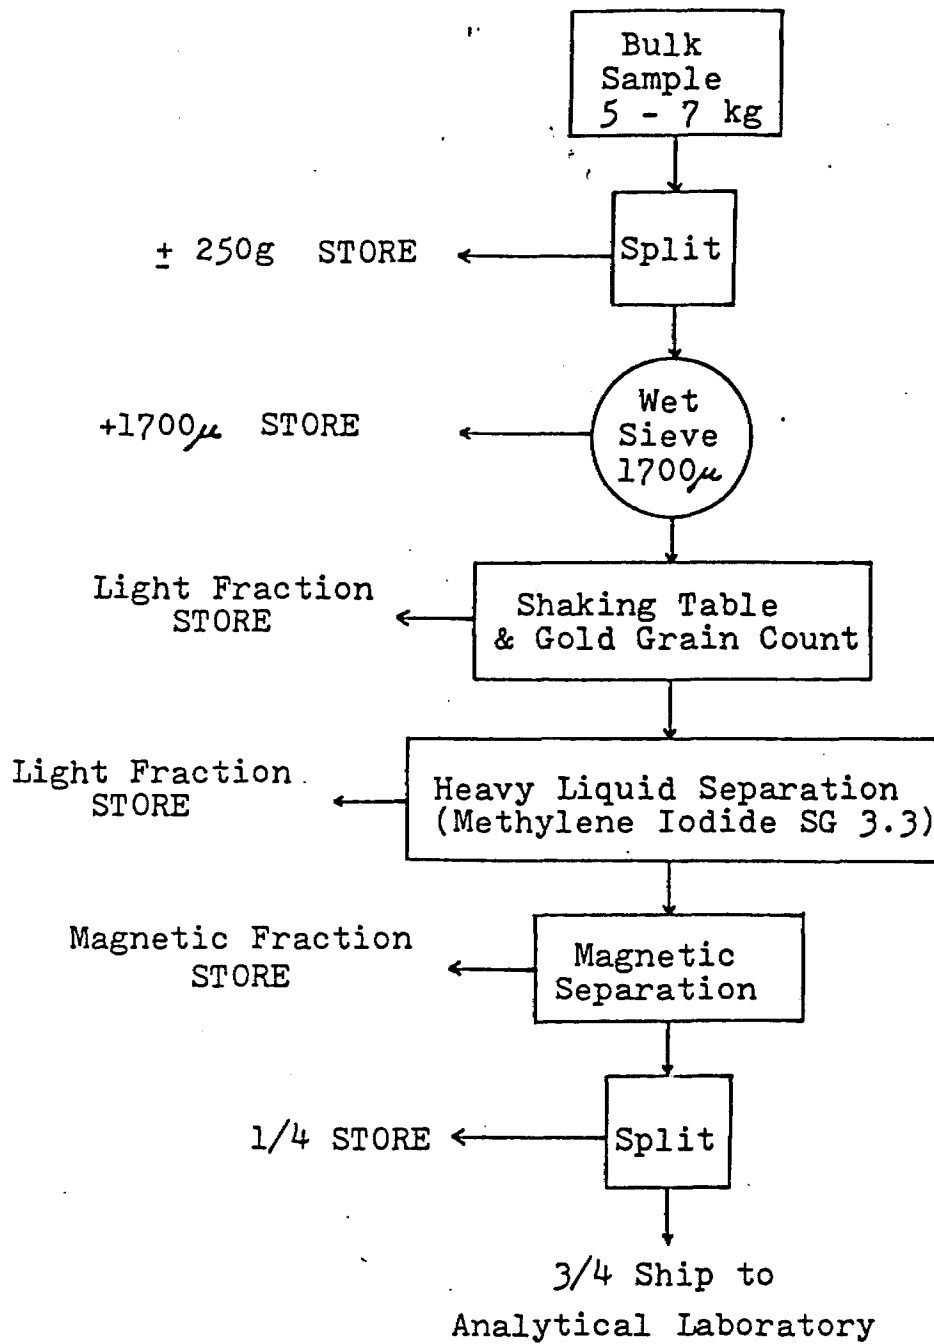 Bulk
Sample
5 - 7 kg
± 250g STORE
Split
+1700μ STORE
Wet
Sieve
1700μ
Light Fraction
STORE
Shaking Table
& Gold Grain Count
Light Fraction
STORE
Heavy Liquid Separation
(Methylene Iodide SG 3.3)
Magnetic Fraction
STORE
Magnetic
Separation
1/4 STORE
Split
3/4 Ship to
Analytical Laboratory